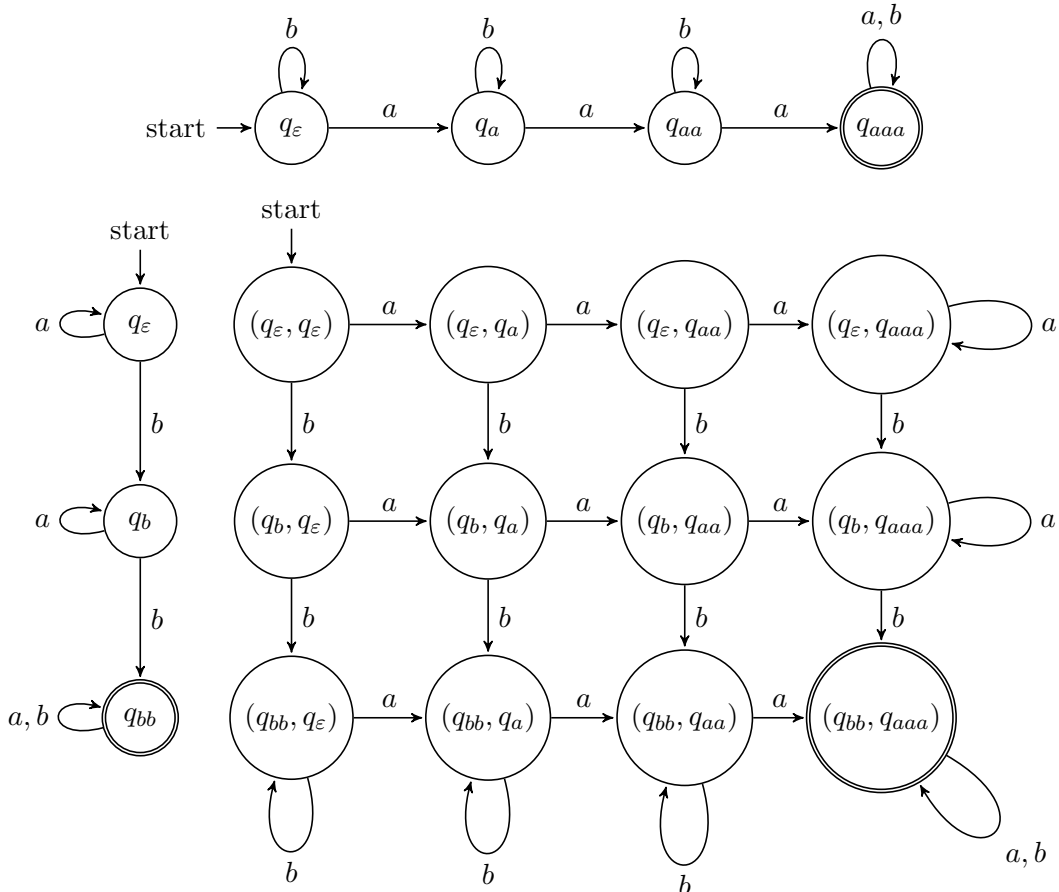 b b b a, b
start q_ε a q_a a q_aa a q_aaa
start
start
a q_ε (q_ε, q_ε) a (q_ε, q_a) a (q_ε, q_aa) a (q_ε, q_aaa) a
b b b b b
a q_b (q_b, q_ε) a (q_b, q_a) a (q_b, q_aa) a (q_b, q_aaa) a
b b b b b
a, b q_bb (q_bb, q_ε) a (q_bb, q_a) a (q_bb, q_aa) a (q_bb, q_aaa)
b b b a, b